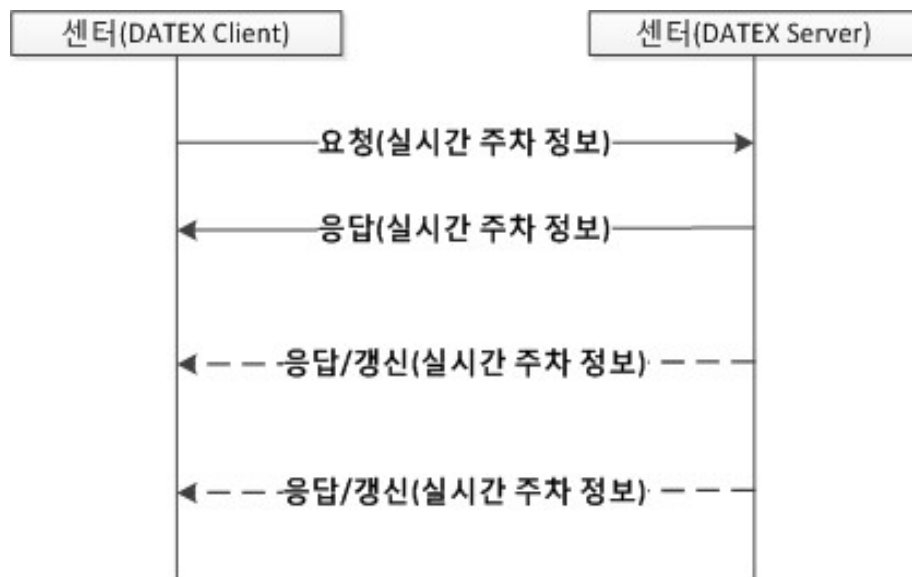 센터(DATEX Client)
센터(DATEX Server)
요청(실시간 주차 정보)
응답(실시간 주차 정보)
응답/갱신(실시간 주차 정보)
응답/갱신(실시간 주차 정보)